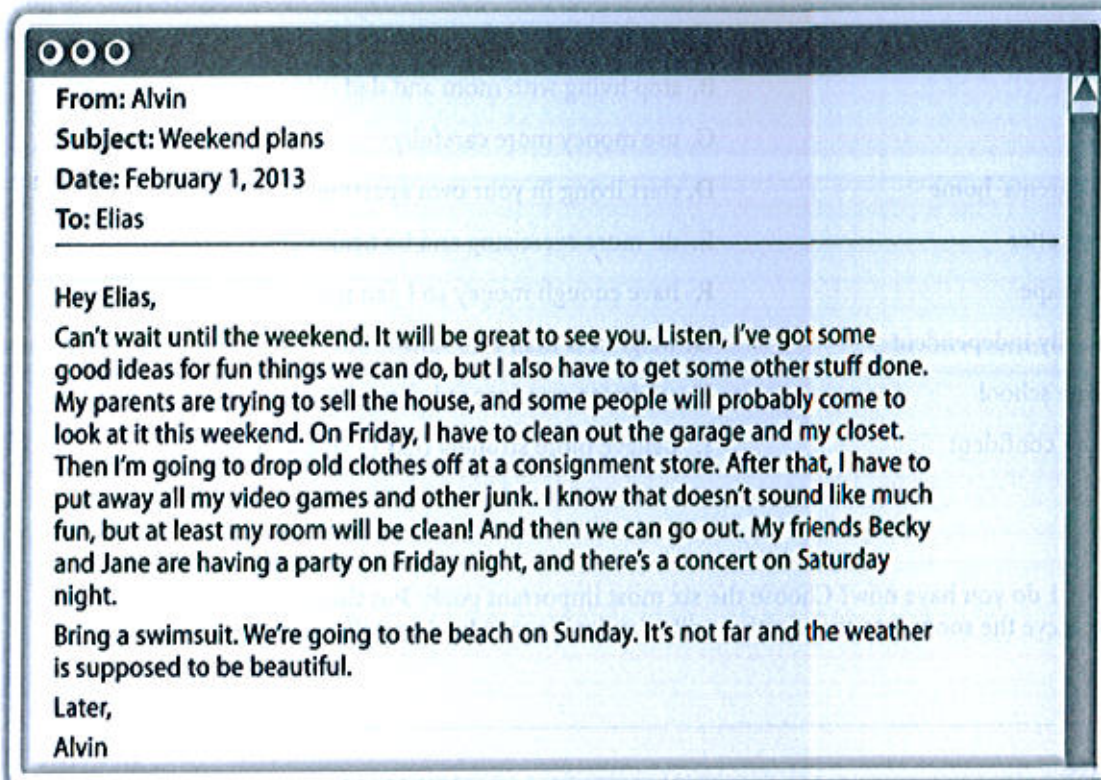 From: Alvin
Subject: Weekend plans
Date: February 1, 2013
To: Elias
Hey Elias,
Can't wait until the weekend. It will be great to see you. Listen, I've got some
good ideas for fun things we can do, but I also have to get some other stuff done.
My parents are trying to sell the house, and some people will probably come to
look at it this weekend. On Friday, I have to clean out the garage and my closet.
Then I'm going to drop old clothes off at a consignment store. After that, I have to
put away all my video games and other junk. I know that doesn't sound like much
fun, but at least my room will be clean! And then we can go out. My friends Becky
and Jane are having a party on Friday night, and there's a concert on Saturday
night.
Bring a swimsuit. We're going to the beach on Sunday. It's not far and the weather
is supposed to be beautiful.
Later,
Alvin